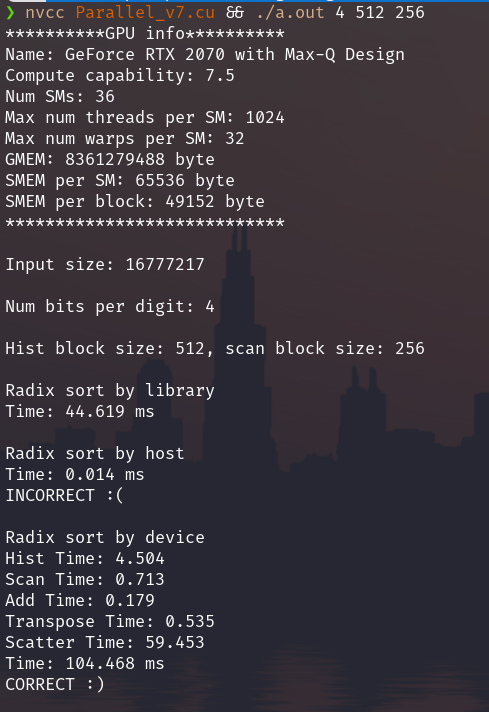 ❯ nvcc Parallel_v7.cu && ./a.out 4 512 256
**********GPU info**********
Name: GeForce RTX 2070 with Max-Q Design
Compute capability: 7.5
Num SMs: 36
Max num threads per SM: 1024
Max num warps per SM: 32
GMEM: 8361279488 byte
SMEM per SM: 65536 byte
SMEM per block: 49152 byte
****************************
Input size: 16777217
Num bits per digit: 4
Hist block size: 512, scan block size: 256
Radix sort by library
Time: 44.619 ms
Radix sort by host
Time: 0.014 ms
INCORRECT :(
Radix sort by device
Hist Time: 4.504
Scan Time: 0.713
Add Time: 0.179
Transpose Time: 0.535
Scatter Time: 59.453
Time: 104.468 ms
CORRECT :)